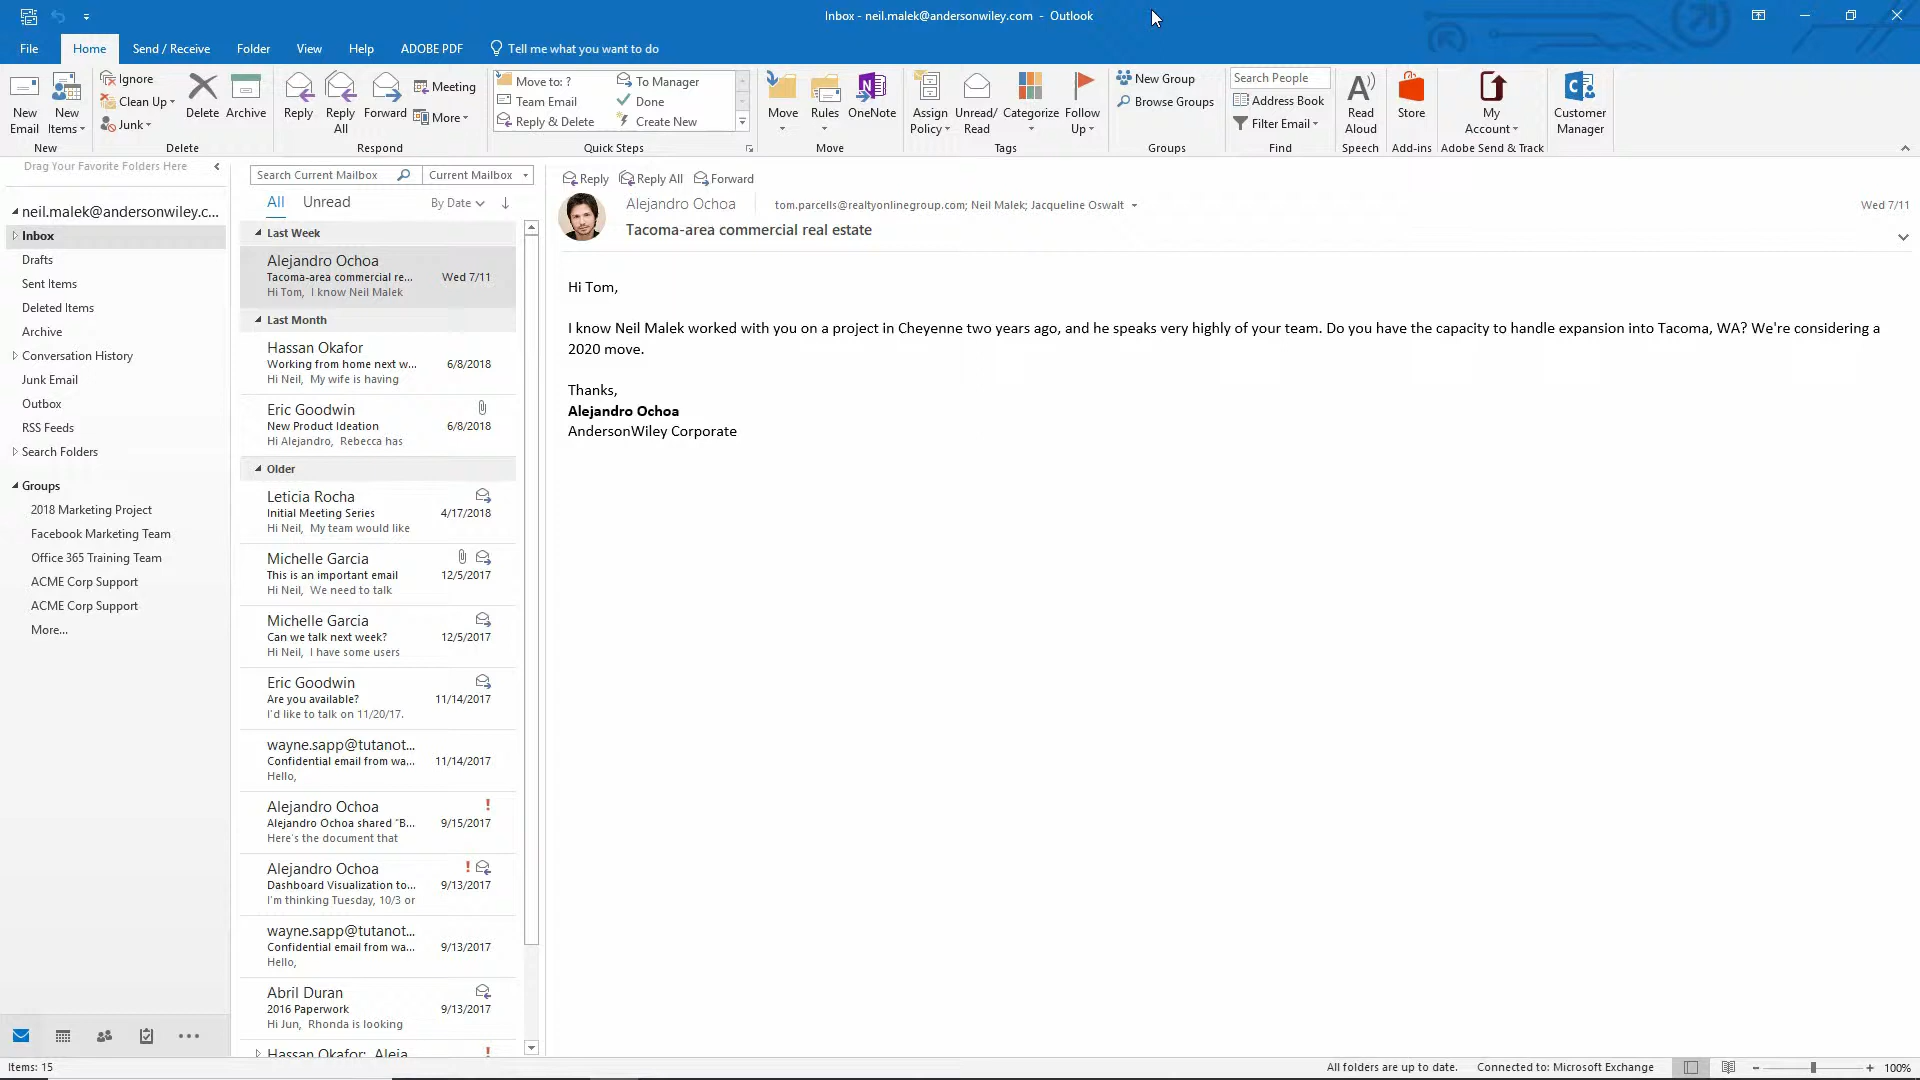 Inbox - neil.malek@andersonwiley.com - Outlook
File Home Send / Receive Folder View Help ADOBE PDF Tell me what you want to do
New Email
New Items
New
Ignore
Clean Up
Junk
Delete
Archive
Delete
Reply
Reply All
Forward
Meeting
More
Respond
Move to: ?
Team Email
Reply & Delete
To Manager
Done
Create New
Quick Steps
Move
Rules
OneNote
Move
Assign Policy
Unread/ Read
Categorize
Follow Up
Tags
New Group
Browse Groups
Groups
Search People
Address Book
Filter Email
Find
Read Aloud
Speech
Store
Add-ins
My Account
Adobe Send & Track
Customer Manager
Drag Your Favorite Folders Here
neil.malek@andersonwiley.c...
Inbox
Drafts
Sent Items
Deleted Items
Archive
Conversation History
Junk Email
Outbox
RSS Feeds
Search Folders
Groups
2018 Marketing Project
Facebook Marketing Team
Office 365 Training Team
ACME Corp Support
ACME Corp Support
More...
Search Current Mailbox Current Mailbox
All Unread By Date
Last Week
Alejandro Ochoa
Tacoma-area commercial re... Wed 7/11
Hi Tom, I know Neil Malek
Last Month
Hassan Okafor
Working from home next w... 6/8/2018
Hi Neil, My wife is having
Eric Goodwin
New Product Ideation 6/8/2018
Hi Alejandro, Rebecca has
Older
Leticia Rocha
Initial Meeting Series 4/17/2018
Hi Neil, My team would like
Michelle Garcia
This is an important email 12/5/2017
Hi Neil, We need to talk
Michelle Garcia
Can we talk next week? 12/5/2017
Hi Neil, I have some users
Eric Goodwin
Are you available? 11/14/2017
I'd like to talk on 11/20/17.
wayne.sapp@tutanot...
Confidential email from wa... 11/14/2017
Hello,
Alejandro Ochoa !
Alejandro Ochoa shared "B... 9/15/2017
Here's the document that
Alejandro Ochoa !
Dashboard Visualization to... 9/13/2017
I'm thinking Tuesday, 10/3 or
wayne.sapp@tutanot...
Confidential email from wa... 9/13/2017
Hello,
Abril Duran
2016 Paperwork 9/13/2017
Hi Jun, Rhonda is looking
Hassan Okafor; Aleja !
Reply Reply All Forward
Alejandro Ochoa tom.parcells@realtyonlinegroup.com; Neil Malek; Jacqueline Oswalt Wed 7/11
Tacoma-area commercial real estate
Hi Tom,
I know Neil Malek worked with you on a project in Cheyenne two years ago, and he speaks very highly of your team. Do you have the capacity to handle expansion into Tacoma, WA? We're considering a
2020 move.
Thanks,
Alejandro Ochoa
AndersonWiley Corporate
Items: 15 All folders are up to date. Connected to: Microsoft Exchange 100%